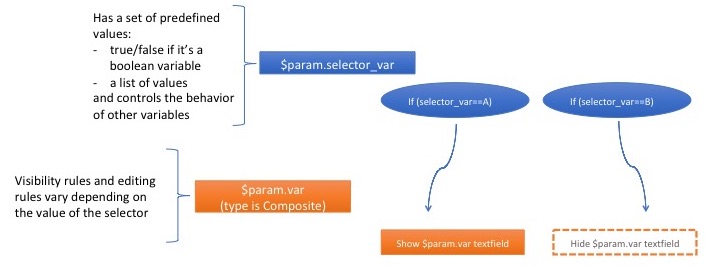 Has a set of predefined
values:
- true/false if it's a
boolean variable
- a list of values
and controls the behavior
of other variables
$param.selector_var
If (selector_var==A)
If (selector_var==B)
Visibility rules and editing
rules vary depending on
the value of the selector
$param.var
(type is Composite)
Show $param.var textfield
Hide $param.var textfield